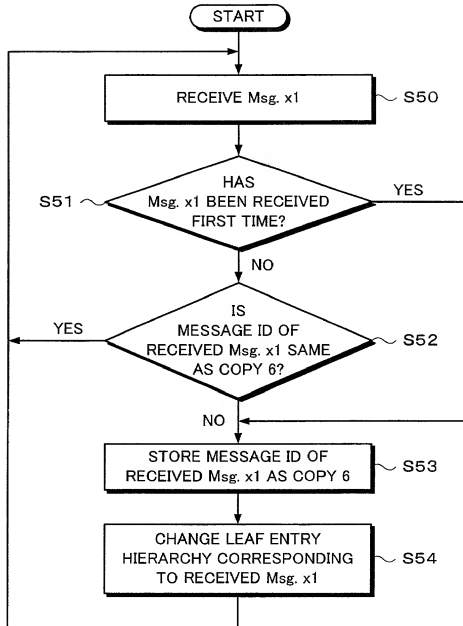 START
RECEIVE Msg. x1
S50
HAS
Msg. x1 BEEN RECEIVED
FIRST TIME?
S51
YES
NO
IS
MESSAGE ID OF
RECEIVED Msg. x1 SAME
AS COPY 6?
YES
S52
NO
STORE MESSAGE ID OF
RECEIVED Msg. x1 AS COPY 6
S53
CHANGE LEAF ENTRY
HIERARCHY CORRESPONDING
TO RECEIVED Msg. x1
S54